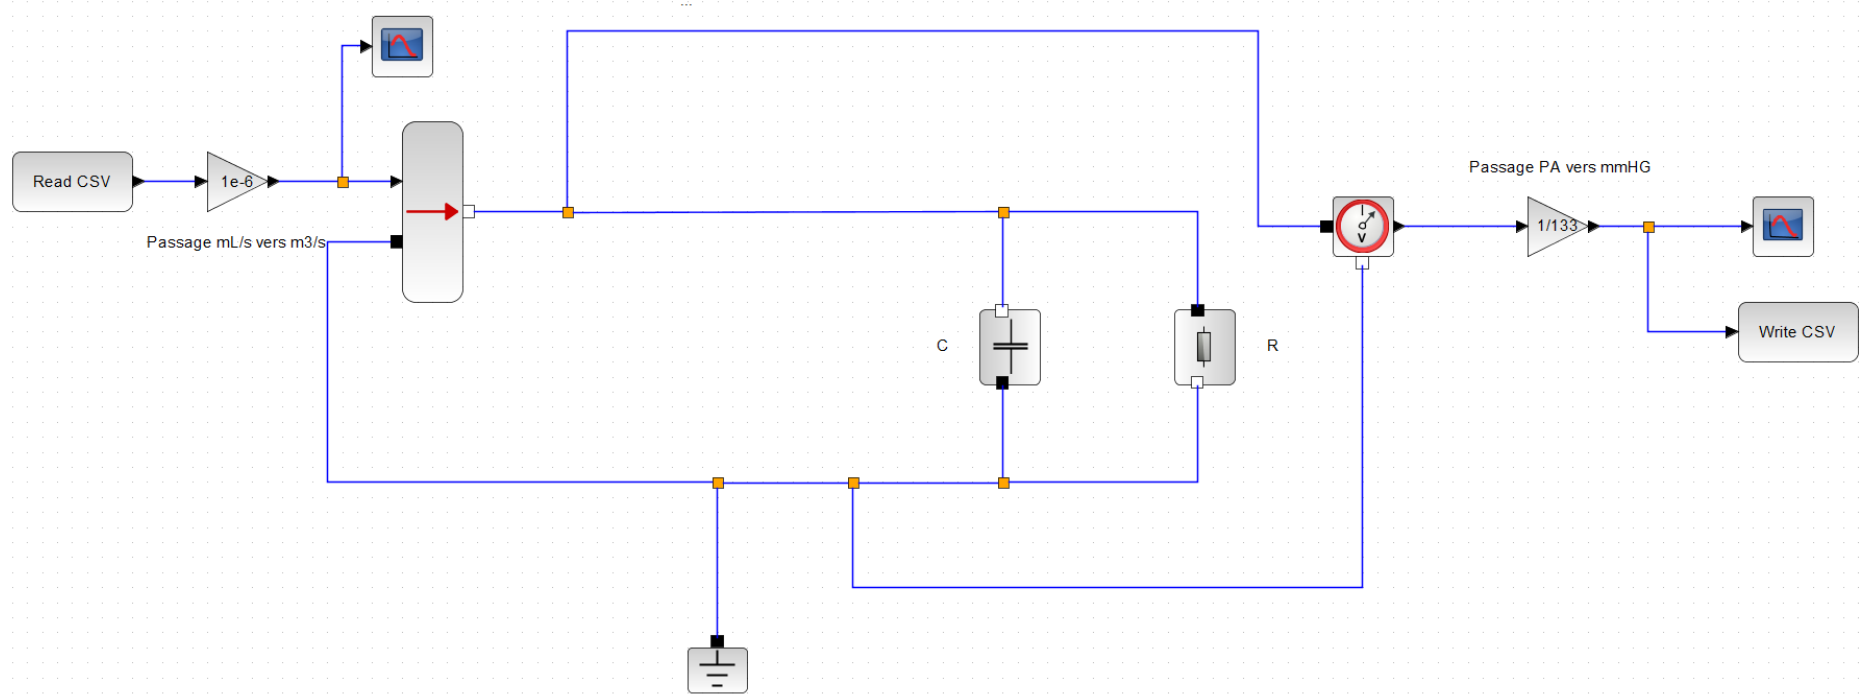 ...
Read CSV
1e-6
Passage mL/s vers m3/s
C
R
Passage PA vers mmHG
I
V
1/133
Write CSV